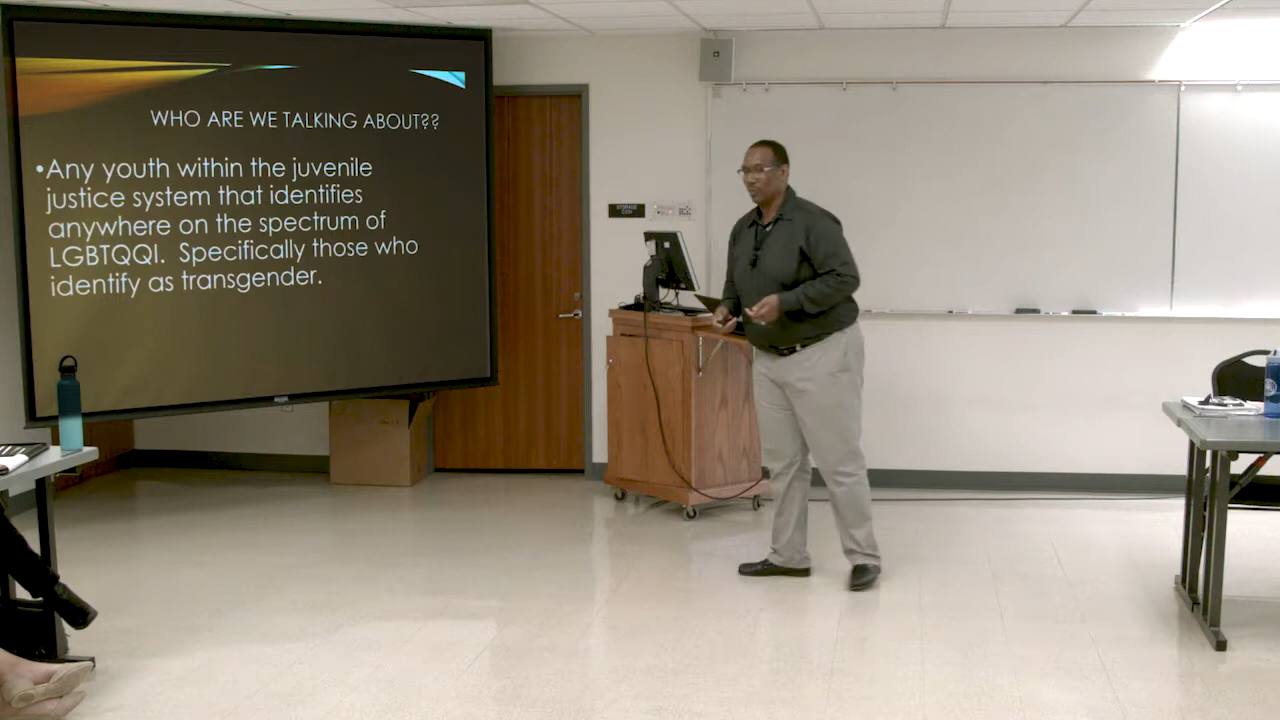 WHO ARE WE TALKING ABOUT??
•Any youth within the juvenile
justice system that identifies
anywhere on the spectrum of
LGBTQQI. Specifically those who
identify as transgender.
STORAGE